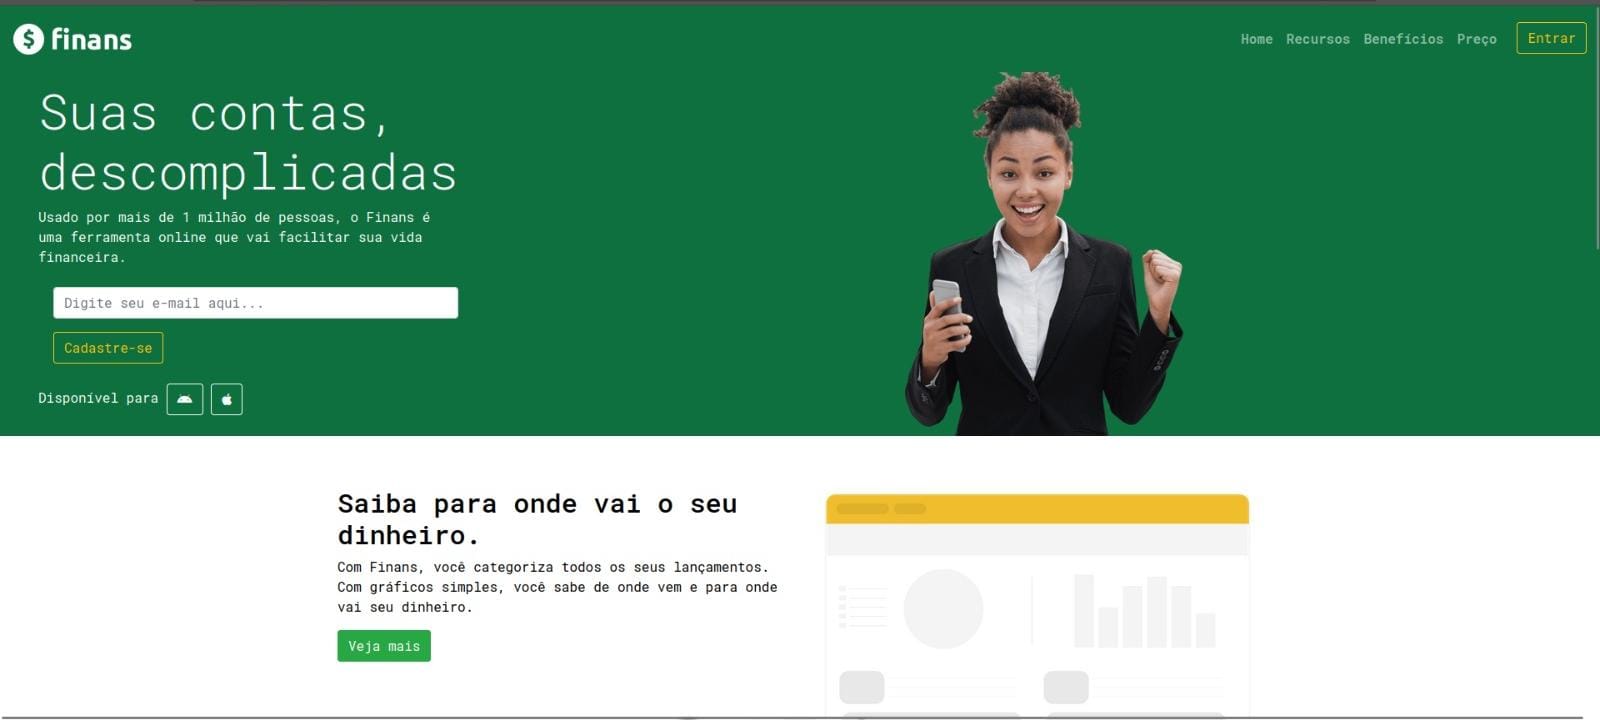 $ finans
Home Recursos Benefícios Preço Entrar
Suas contas,
descomplicadas
Usado por mais de 1 milhão de pessoas, o Finans é
uma ferramenta online que vai facilitar sua vida
financeira.
Digite seu e-mail aqui...
Cadastre-se
Disponível para
Saiba para onde vai o seu
dinheiro.
Com Finans, você categoriza todos os seus lançamentos.
Com gráficos simples, você sabe de onde vem e para onde
vai seu dinheiro.
Veja mais